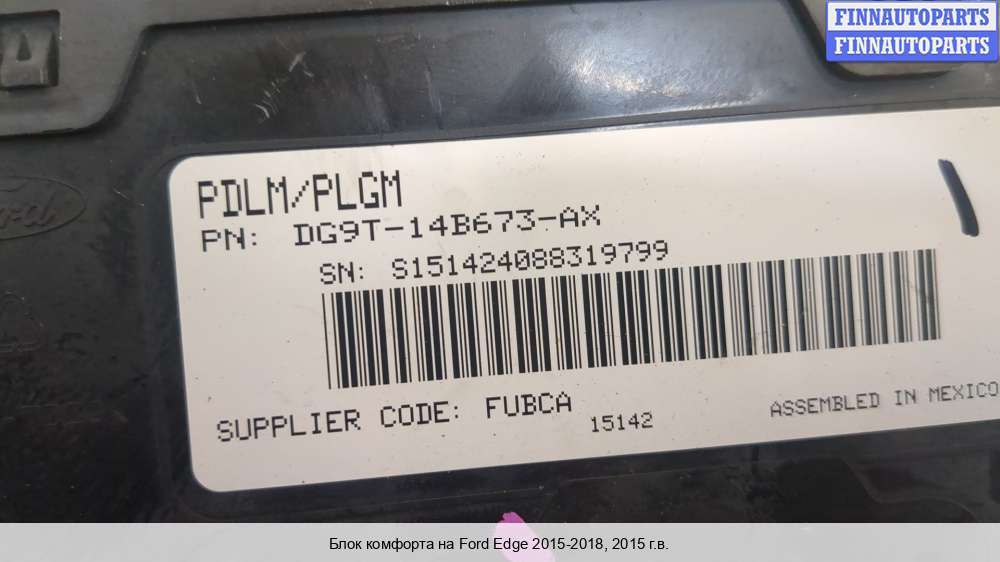 FINNAUTOPARTS
FINNAUTOPARTS
Ford
PDLM/PLGM
PN: DG9T-14B673-AX
SN: S151424088319799
SUPPLIER CODE: FUBCA
15142
ASSEMBLED IN MEXICO
Блок комфорта на Ford Edge 2015-2018, 2015 г.в.